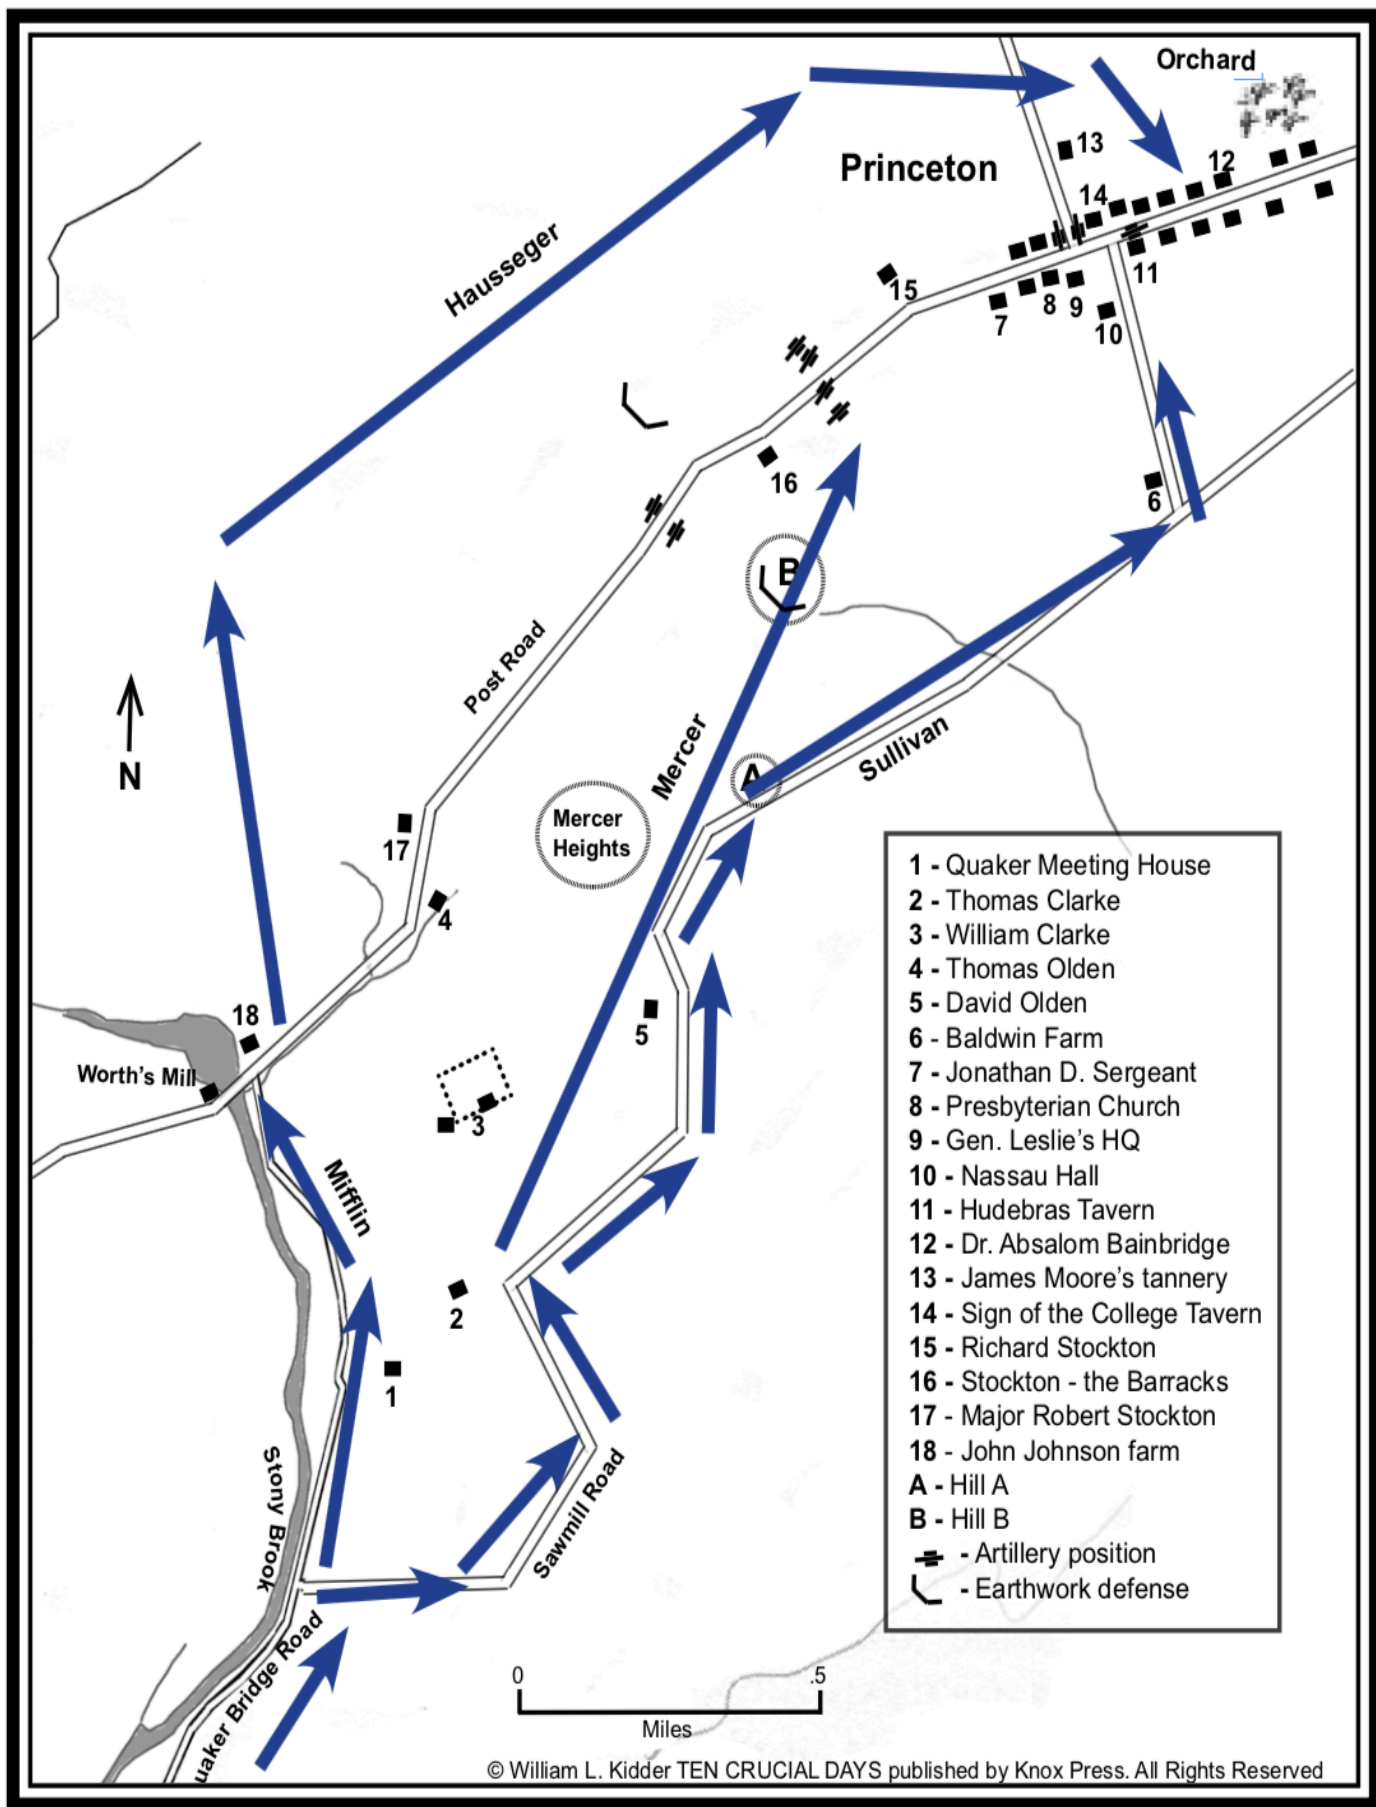 Orchard
13
Princeton
12
14
Hausseger
15
11
8
9
7
10
16
6
B
Post Road
N
Mercer
A
Sullivan
Mercer
Heights
17
4
18
5
Worth's Mill
3
Mifflin
2
1
Stony Brook
Sawmill Road
uaker Bridge Road
1 - Quaker Meeting House
2 - Thomas Clarke
3 - William Clarke
4 - Thomas Olden
5 - David Olden
6 - Baldwin Farm
7 - Jonathan D. Sergeant
8 - Presbyterian Church
9 - Gen. Leslie's HQ
10 - Nassau Hall
11 - Hudebras Tavern
12 - Dr. Absalom Bainbridge
13 - James Moore's tannery
14 - Sign of the College Tavern
15 - Richard Stockton
16 - Stockton - the Barracks
17 - Major Robert Stockton
18 - John Johnson farm
A - Hill A
B - Hill B
- Artillery position
- Earthwork defense
0 .5
Miles
© William L. Kidder TEN CRUCIAL DAYS published by Knox Press. All Rights Reserved